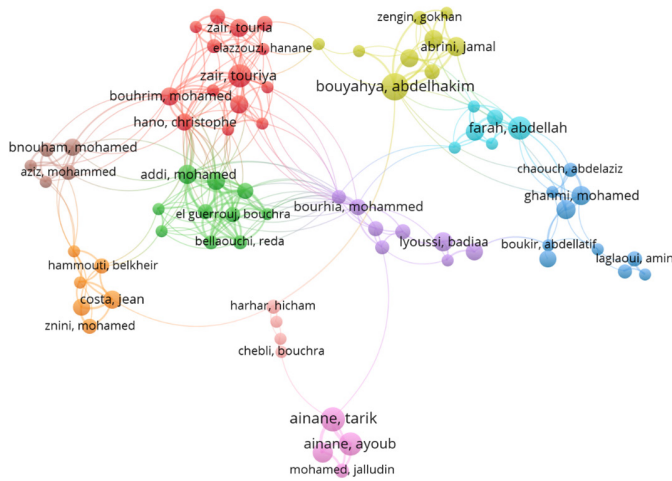 zengin, gokhan
zair, touria
elazzouzi, hanane
abrini, jamal
zair, touriya
bouyahya, abdelhakim
bouhrim, mohamed
hano, christophe
farah, abdellah
bnouham, mohamed
aziz, mohammed
addi, mohamed
chaouch, abdelaziz
ghanmi, mohamed
el guerrouj, bouchra
bourhia, mohammed
bellaouchi, reda
lyoussi, badiaa
boukir, abdellatif
laglaoui, amin
hammouti, belkheir
costa, jean
znini, mohamed
harhar, hicham
chebli, bouchra
ainane, tarik
ainane, ayoub
mohamed, jalludin